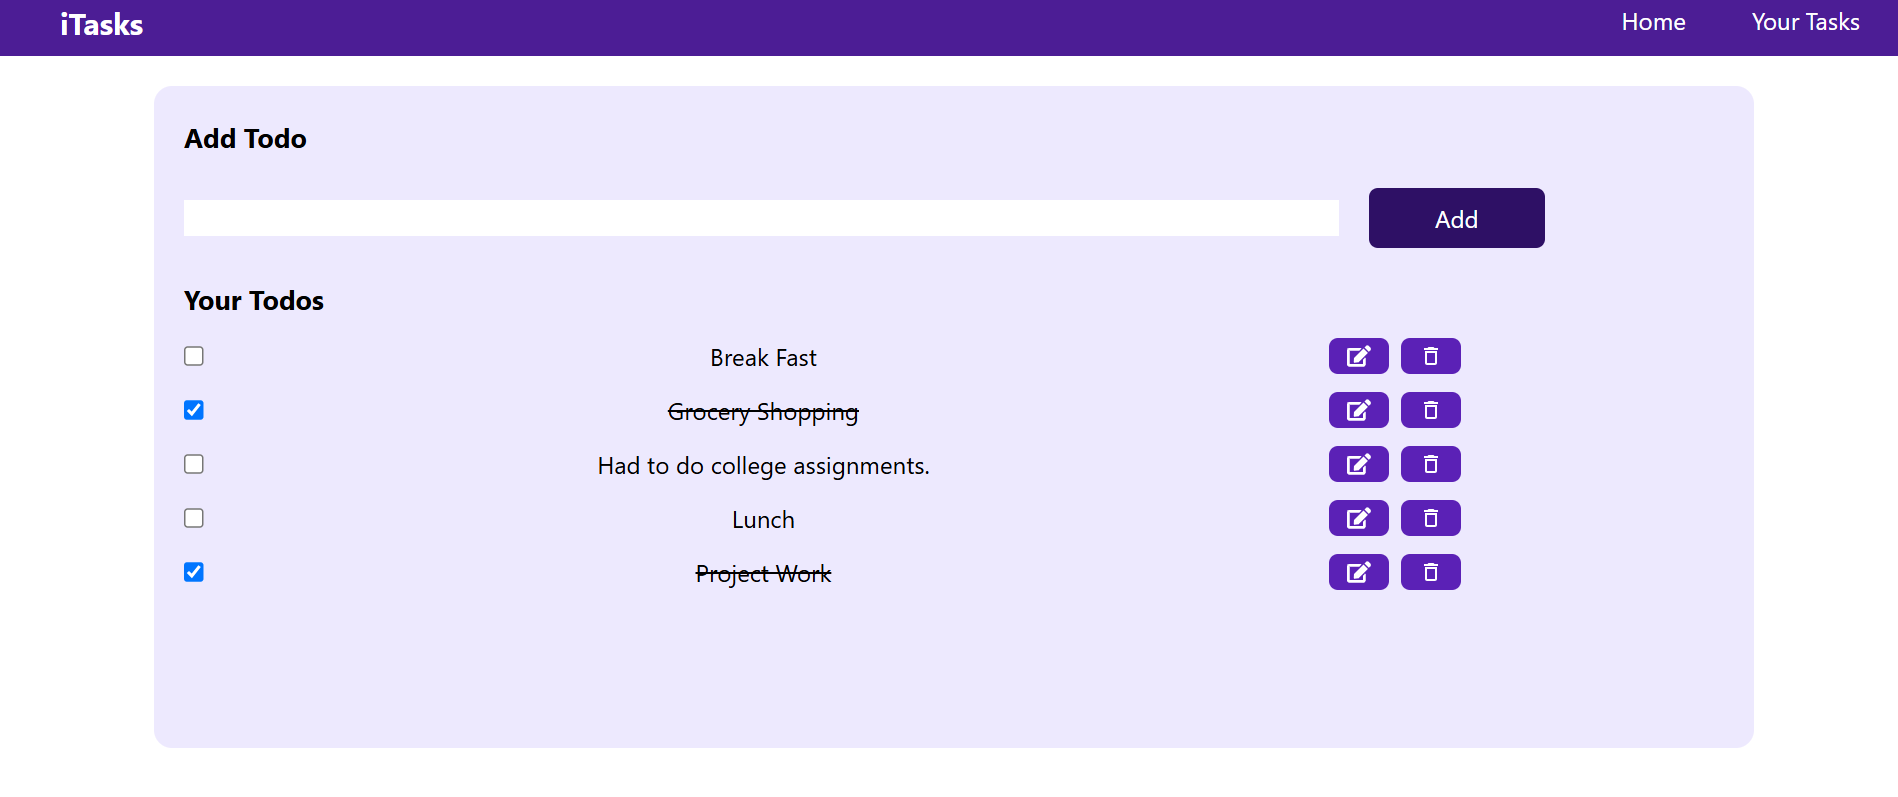 iTasks
Home
Your Tasks
Add Todo
Add
Your Todos
Break Fast
Grocery Shopping
Had to do college assignments.
Lunch
Project Work